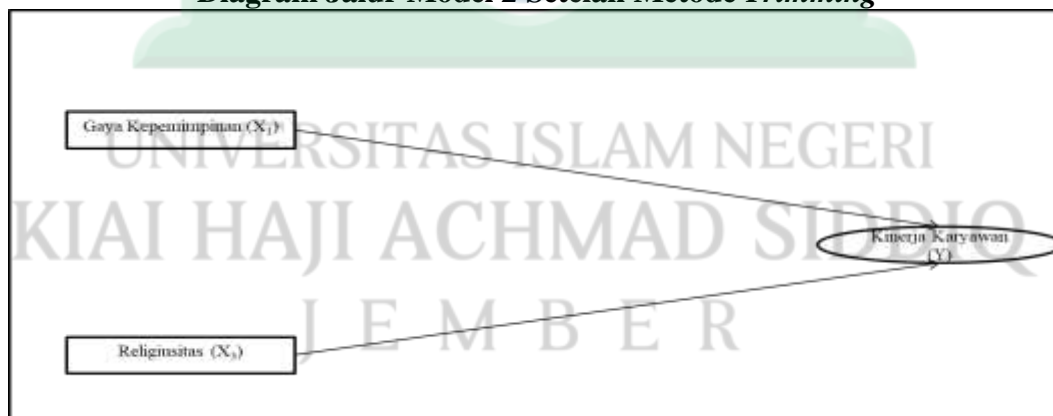 Diagram Jalur Model 2 Setelah Metode Trimming
Gaya Kepemimpinan (X₁)
UNIVERSITAS ISLAM NEGERI
KIAI HAJI ACHMAD SIDDIQ
Kinerja Karyawan
(Y)
J E M B E R
Religiusitas (X₃)